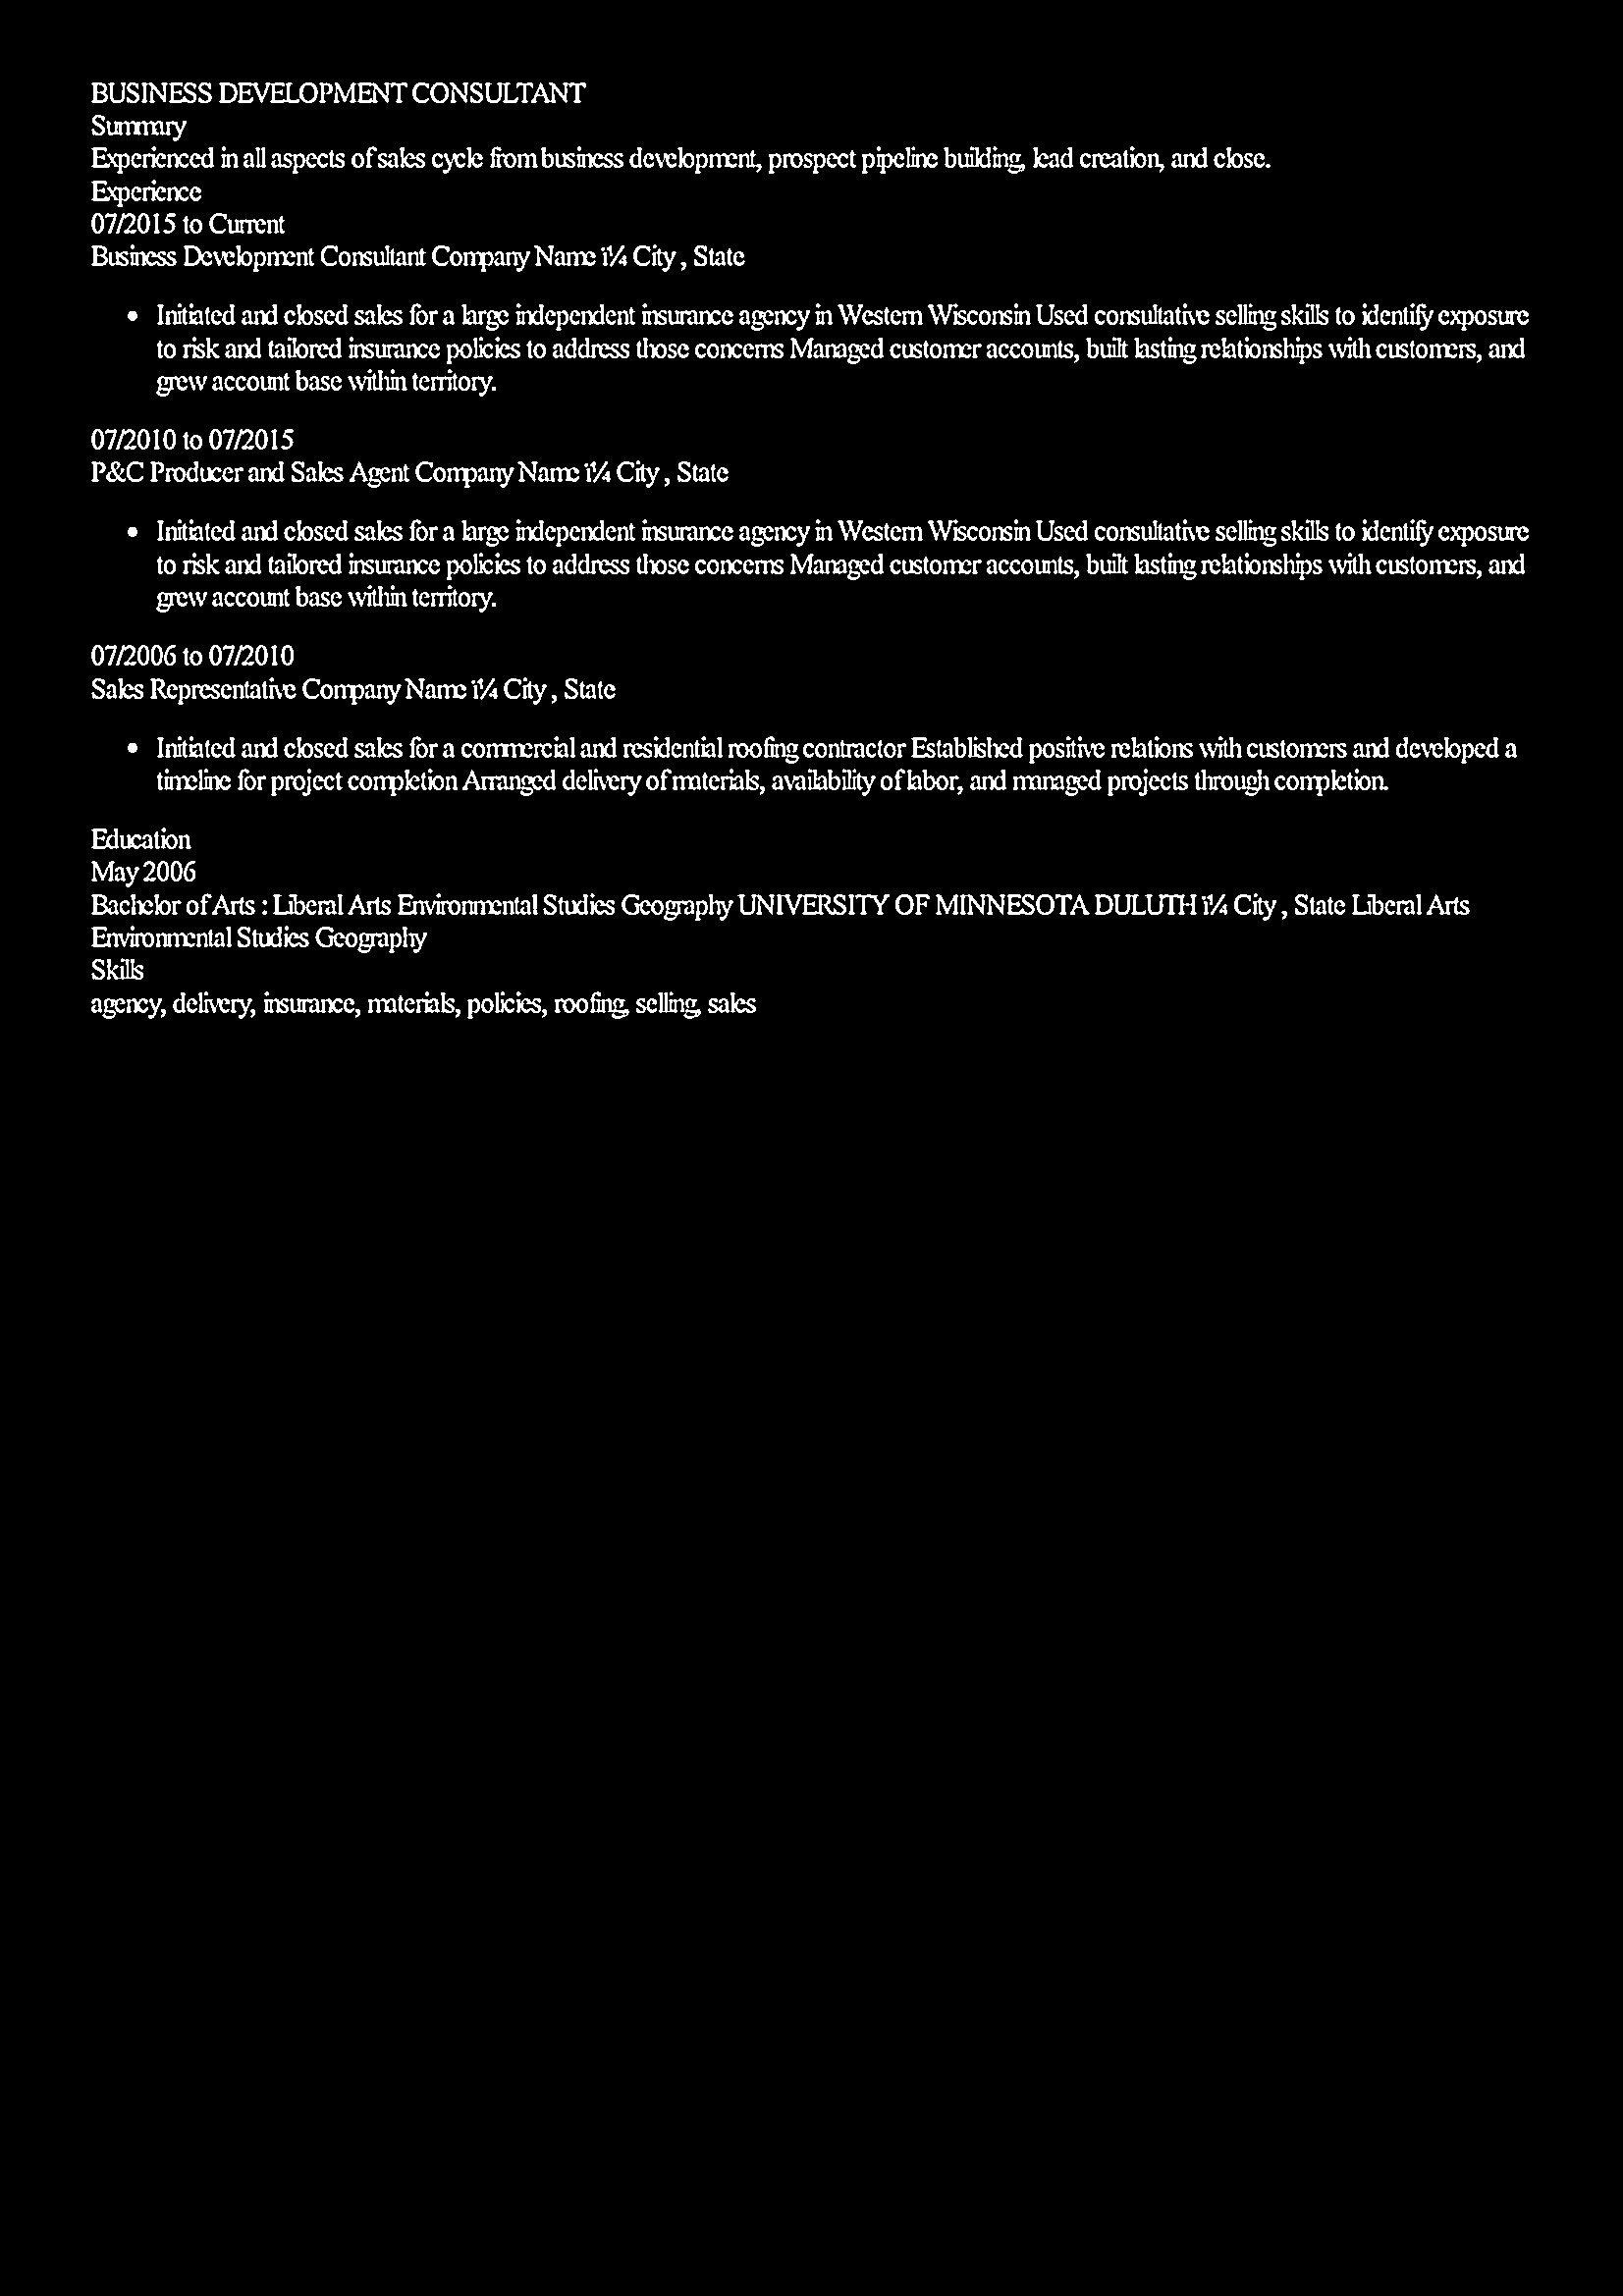 BUSINESS DEVELOPMENT CONSULTANT
Summary
Experienced in all aspects of sales cycle from business development, prospect pipeline building, lead creation, and close.
Experience
07/2015 to Current
Business Development Consultant Company Name ï¼ City , State
• Initiated and closed sales for a large independent insurance agency in Western Wisconsin Used consultative selling skills to identify exposure
to risk and tailored insurance policies to address those concerns Managed customer accounts, built lasting relationships with customers, and
grew account base within territory.
07/2010 to 07/2015
P&C Producer and Sales Agent Company Name ï¼ City , State
• Initiated and closed sales for a large independent insurance agency in Western Wisconsin Used consultative selling skills to identify exposure
to risk and tailored insurance policies to address those concerns Managed customer accounts, built lasting relationships with customers, and
grew account base within territory.
07/2006 to 07/2010
Sales Representative Company Name ï¼ City , State
• Initiated and closed sales for a commercial and residential roofing contractor Established positive relations with customers and developed a
timeline for project completion Arranged delivery of materials, availability of labor, and managed projects through completion.
Education
May 2006
Bachelor of Arts : Liberal Arts Environmental Studies Geography UNIVERSITY OF MINNESOTA DULUTH ï¼ City , State Liberal Arts
Environmental Studies Geography
Skills
agency, delivery, insurance, materials, policies, roofing, selling, sales